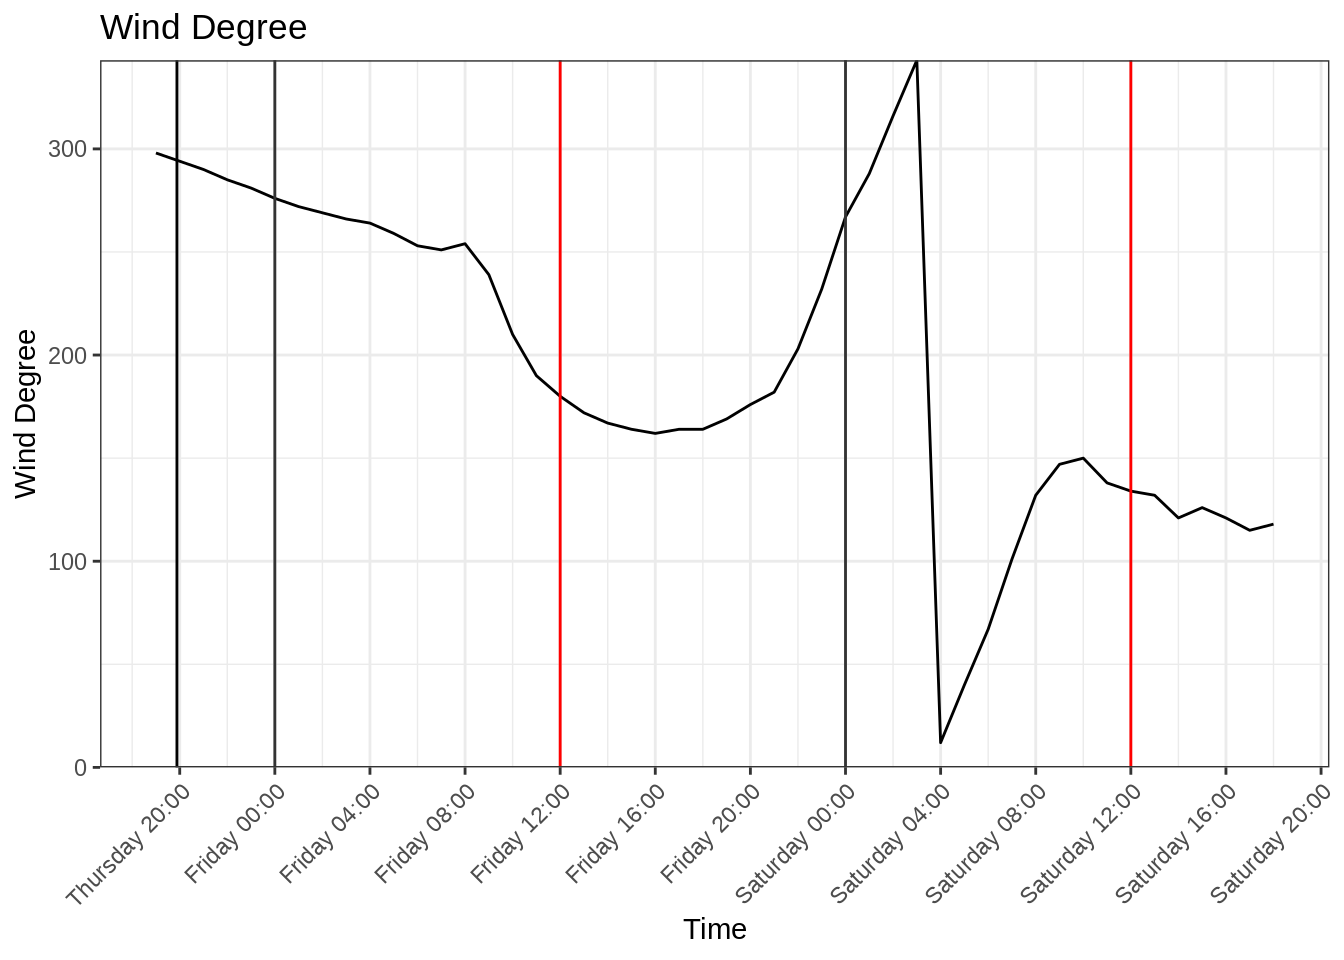 Wind Degree
Wind Degree
300
200
100
0
Thursday 20:00
Friday 00:00
Friday 04:00
Friday 08:00
Friday 12:00
Friday 16:00
Friday 20:00
Saturday 00:00
Saturday 04:00
Saturday 08:00
Saturday 12:00
Saturday 16:00
Saturday 20:00
Time